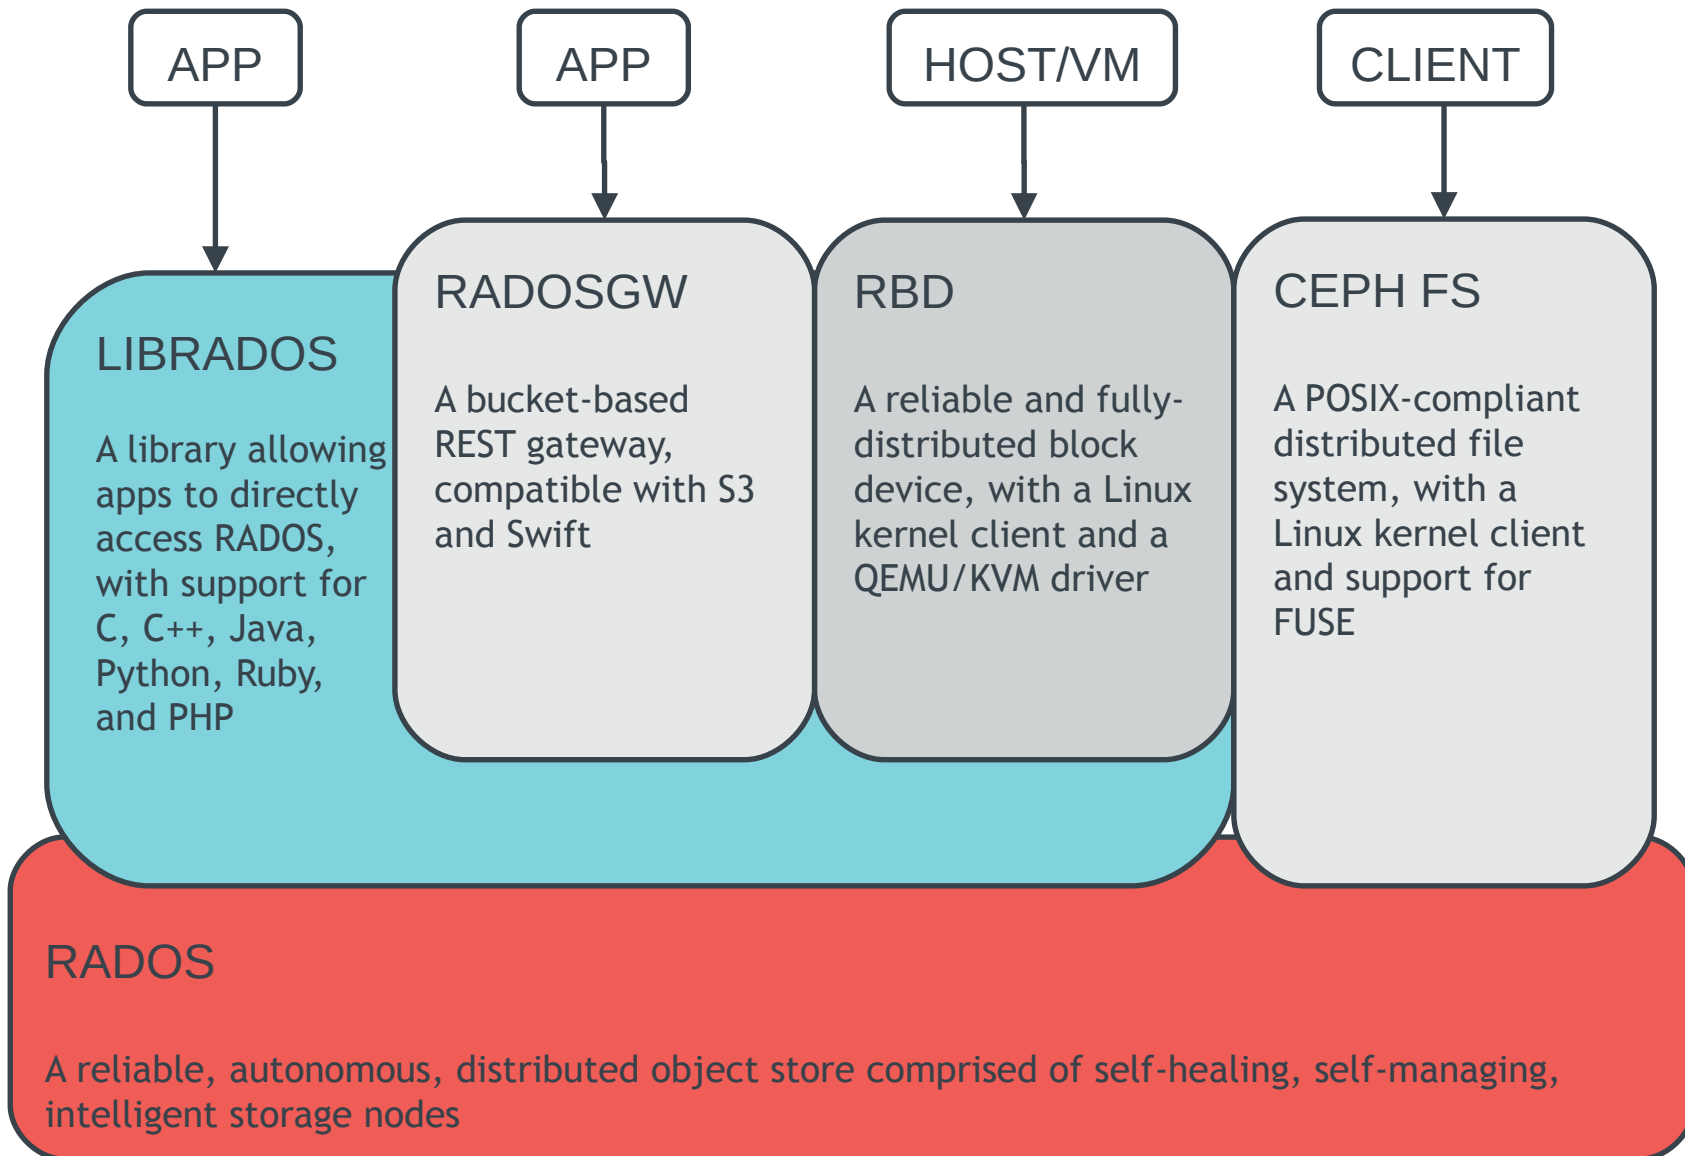 APP
APP
HOST/VM
CLIENT
LIBRADOS
A library allowing
apps to directly
access RADOS,
with support for
C, C++, Java,
Python, Ruby,
and PHP
RADOSGW
A bucket-based
REST gateway,
compatible with S3
and Swift
RBD
A reliable and fully-
distributed block
device, with a Linux
kernel client and a
QEMU/KVM driver
CEPH FS
A POSIX-compliant
distributed file
system, with a
Linux kernel client
and support for
FUSE
RADOS
A reliable, autonomous, distributed object store comprised of self-healing, self-managing,
intelligent storage nodes